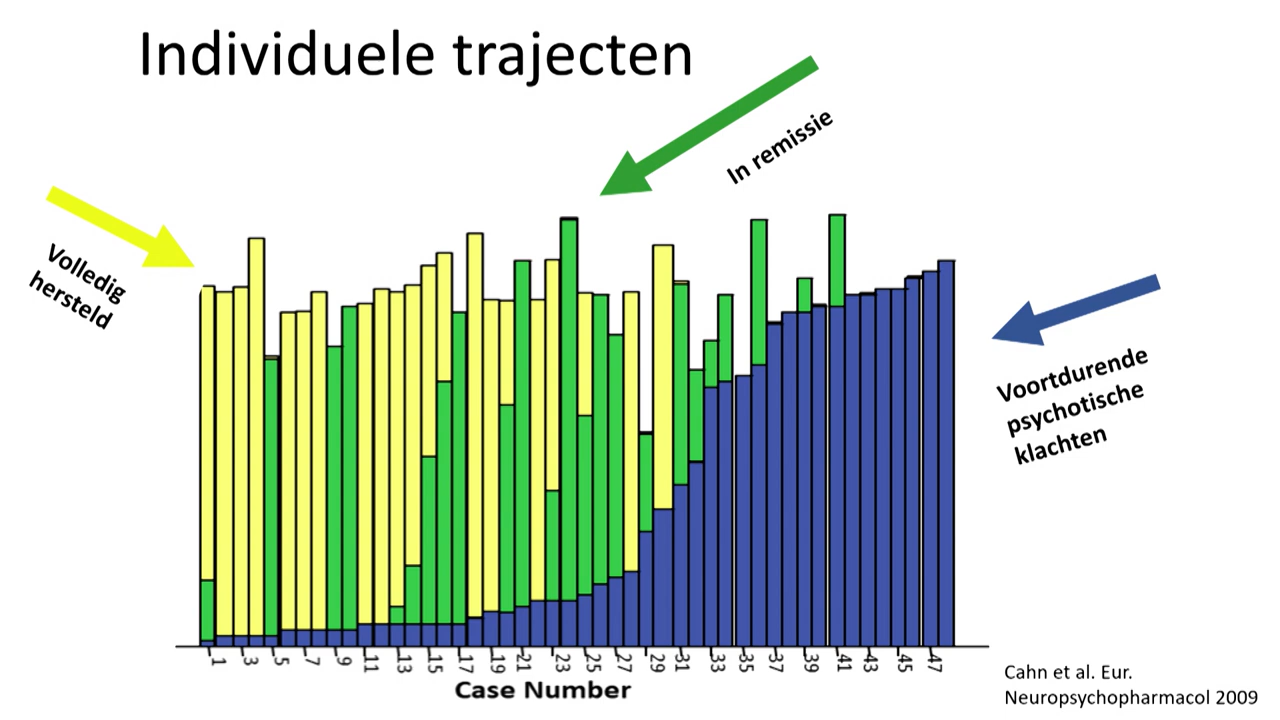 Individuele trajecten
In remissie
Volledig
hersteld
Voortdurende
psychotische
klachten
1 3 5 7 9 11 13 15 17 19 21 23 25 27 29 31 33 35 37 39 41 43 45 47
Case Number
Cahn et al. Eur.
Neuropsychopharmacol 2009